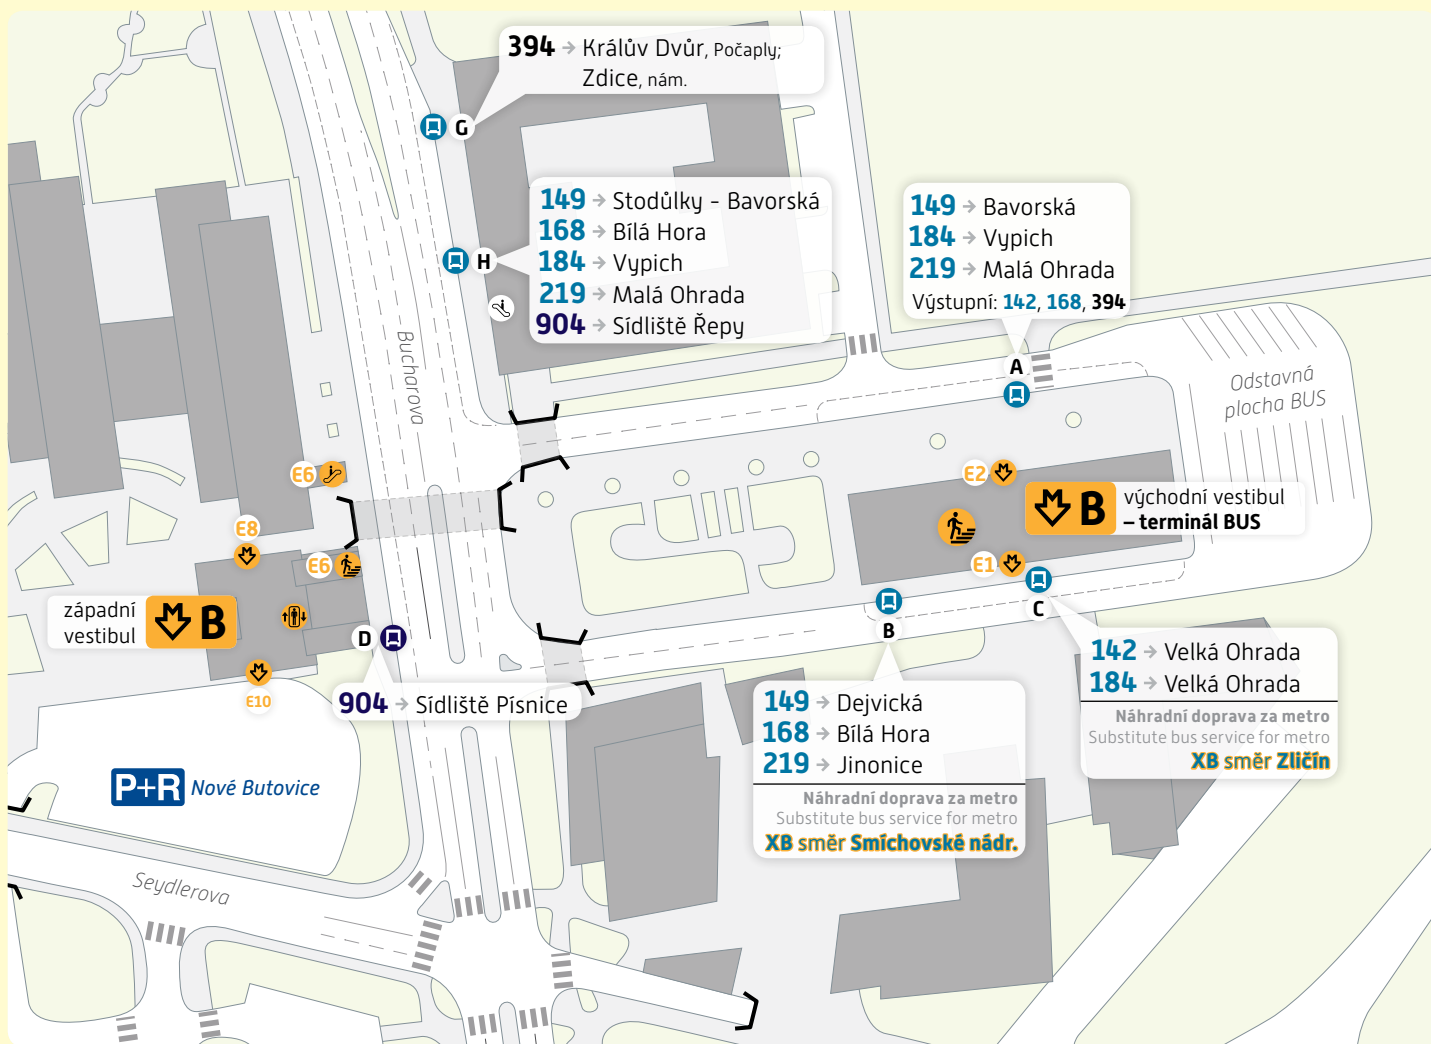 394 → Králův Dvůr, Počaply;
Zdice, nám.
G
149 → Stodůlky - Bavorská
168 → Bílá Hora
184 → Vypich
219 → Malá Ohrada
904 → Sídliště Řepy
H
149 → Bavorská
184 → Vypich
219 → Malá Ohrada
Výstupní: 142, 168, 394
A
Bucharova
Odstavná
plocha BUS
E6
E2
B
východní vestibul
– terminál BUS
E8
E6
E1
C
západní
vestibul
B
D
B
E10
904 → Sídliště Písnice
142 → Velká Ohrada
184 → Velká Ohrada
Náhradní doprava za metro
Substitute bus service for metro
XB směr Zličín
149 → Dejvická
168 → Bílá Hora
219 → Jinonice
Náhradní doprava za metro
Substitute bus service for metro
XB směr Smíchovské nádr.
P+R Nové Butovice
Seydlerova